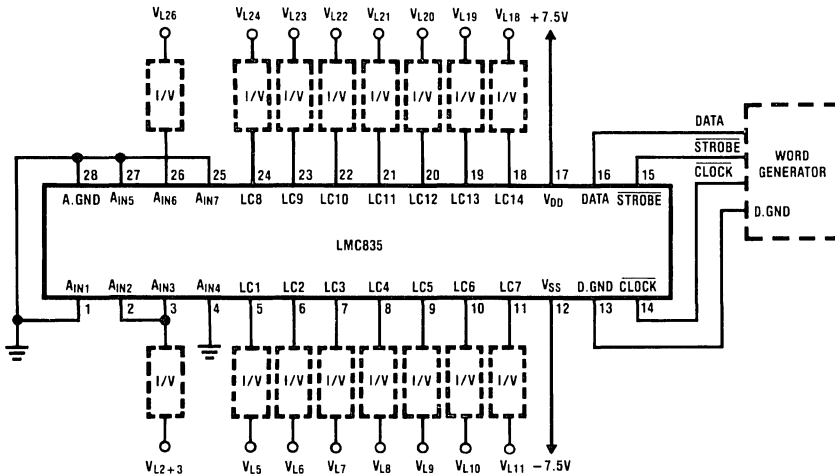 VL26 VL24 VL23 VL22 VL21 VL20 VL19 VL18 +7.5V
I/V I/V I/V I/V I/V I/V I/V I/V
DATA
STROBE
CLOCK
WORD
GENERATOR
D.GND
28 27 26 25 24 23 22 21 20 19 18 17 16 15
A.GND AIN5 AIN6 AIN7 LC8 LC9 LC10 LC11 LC12 LC13 LC14 VDD DATA STROBE
LMC835
AIN1 AIN2 AIN3 AIN4 LC1 LC2 LC3 LC4 LC5 LC6 LC7 VSS D.GND CLOCK
1 2 3 4 5 6 7 8 9 10 11 12 13 14
I/V I/V I/V I/V I/V I/V I/V I/V
VL2+3 VL5 VL6 VL7 VL8 VL9 VL10 VL11 −7.5V